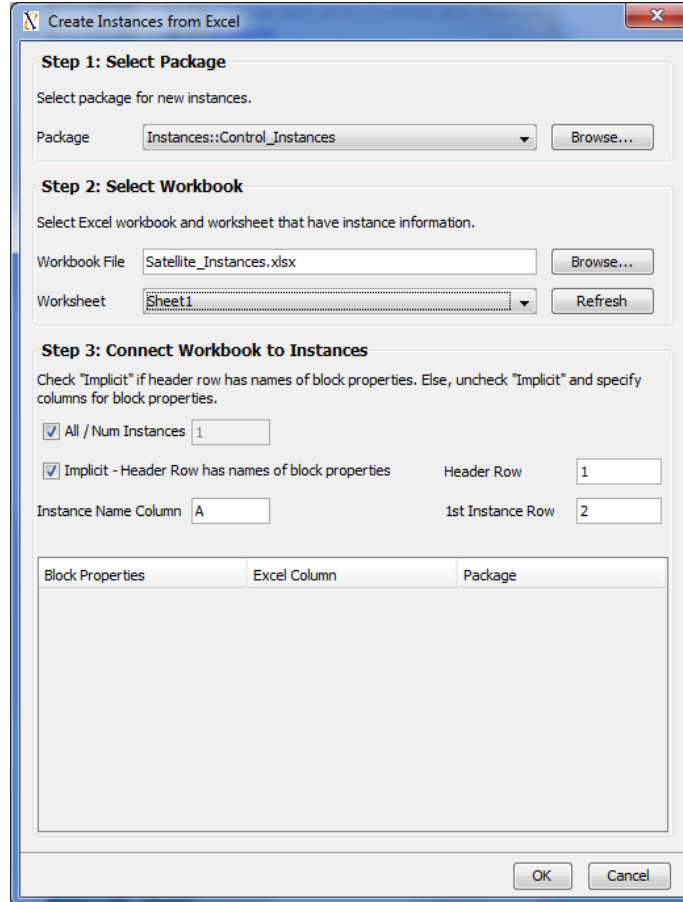 Create Instances from Excel
Step 1: Select Package
Select package for new instances.
Package Instances::Control_Instances Browse...
Step 2: Select Workbook
Select Excel workbook and worksheet that have instance information.
Workbook File Satellite_Instances.xlsx Browse...
Worksheet Sheet1 Refresh
Step 3: Connect Workbook to Instances
Check "Implicit" if header row has names of block properties. Else, uncheck "Implicit" and specify
columns for block properties.
All / Num Instances 1
Implicit - Header Row has names of block properties Header Row 1
Instance Name Column A 1st Instance Row 2
Block Properties Excel Column Package
OK Cancel